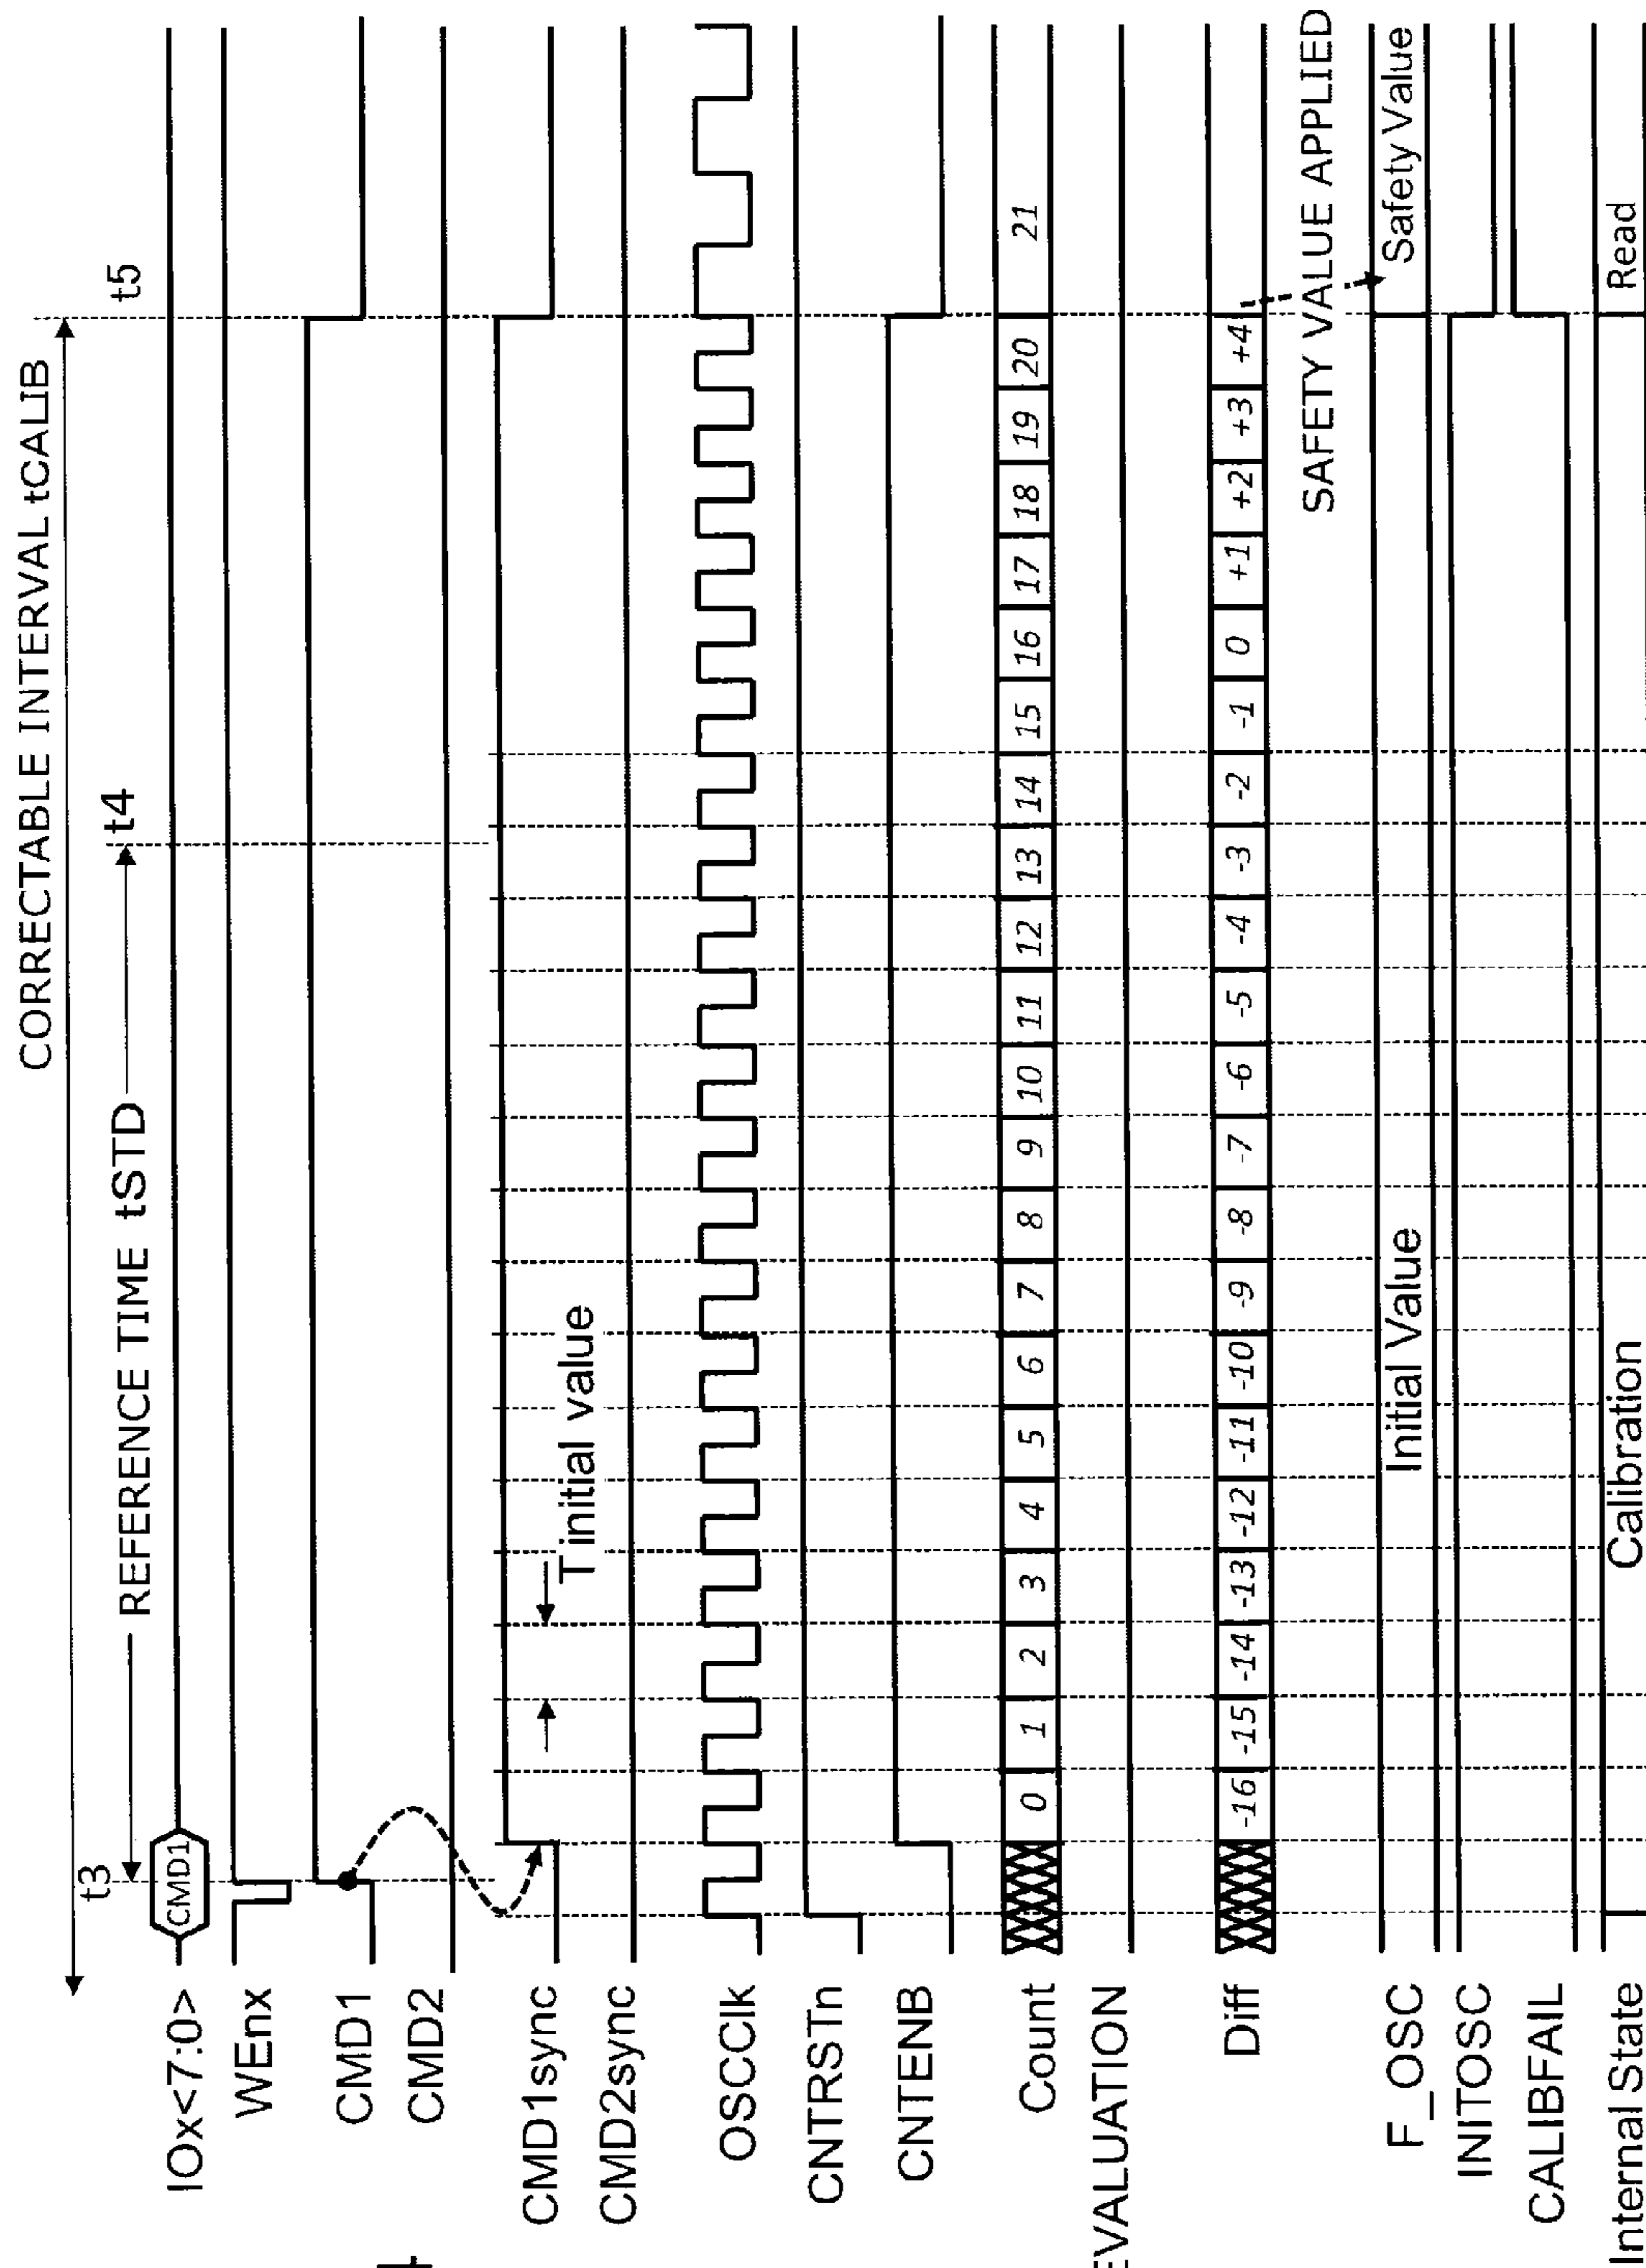 CORRECTABLE INTERVAL tCALIB
REFERENCE TIME tSTD
t3
t4
t5
IOx<7:0>
CMD1
WEnx
CMD1
CMD2
CMD1sync
T initial value
CMD2sync
OSCClk
CNTRSTn
CNTENB
Count
0 1 2 3 4 5 6 7 8 9 10 11 12 13 14 15 16 17 18 19 20 21
EVALUATION
Diff
-16 -15 -14 -13 -12 -11 -10 -9 -8 -7 -6 -5 -4 -3 -2 -1 0 +1 +2 +3 +4
SAFETY VALUE APPLIED
F_OSC
Initial Value
Safety Value
INITOSC
CALIBFAIL
Internal State
Calibration
Read